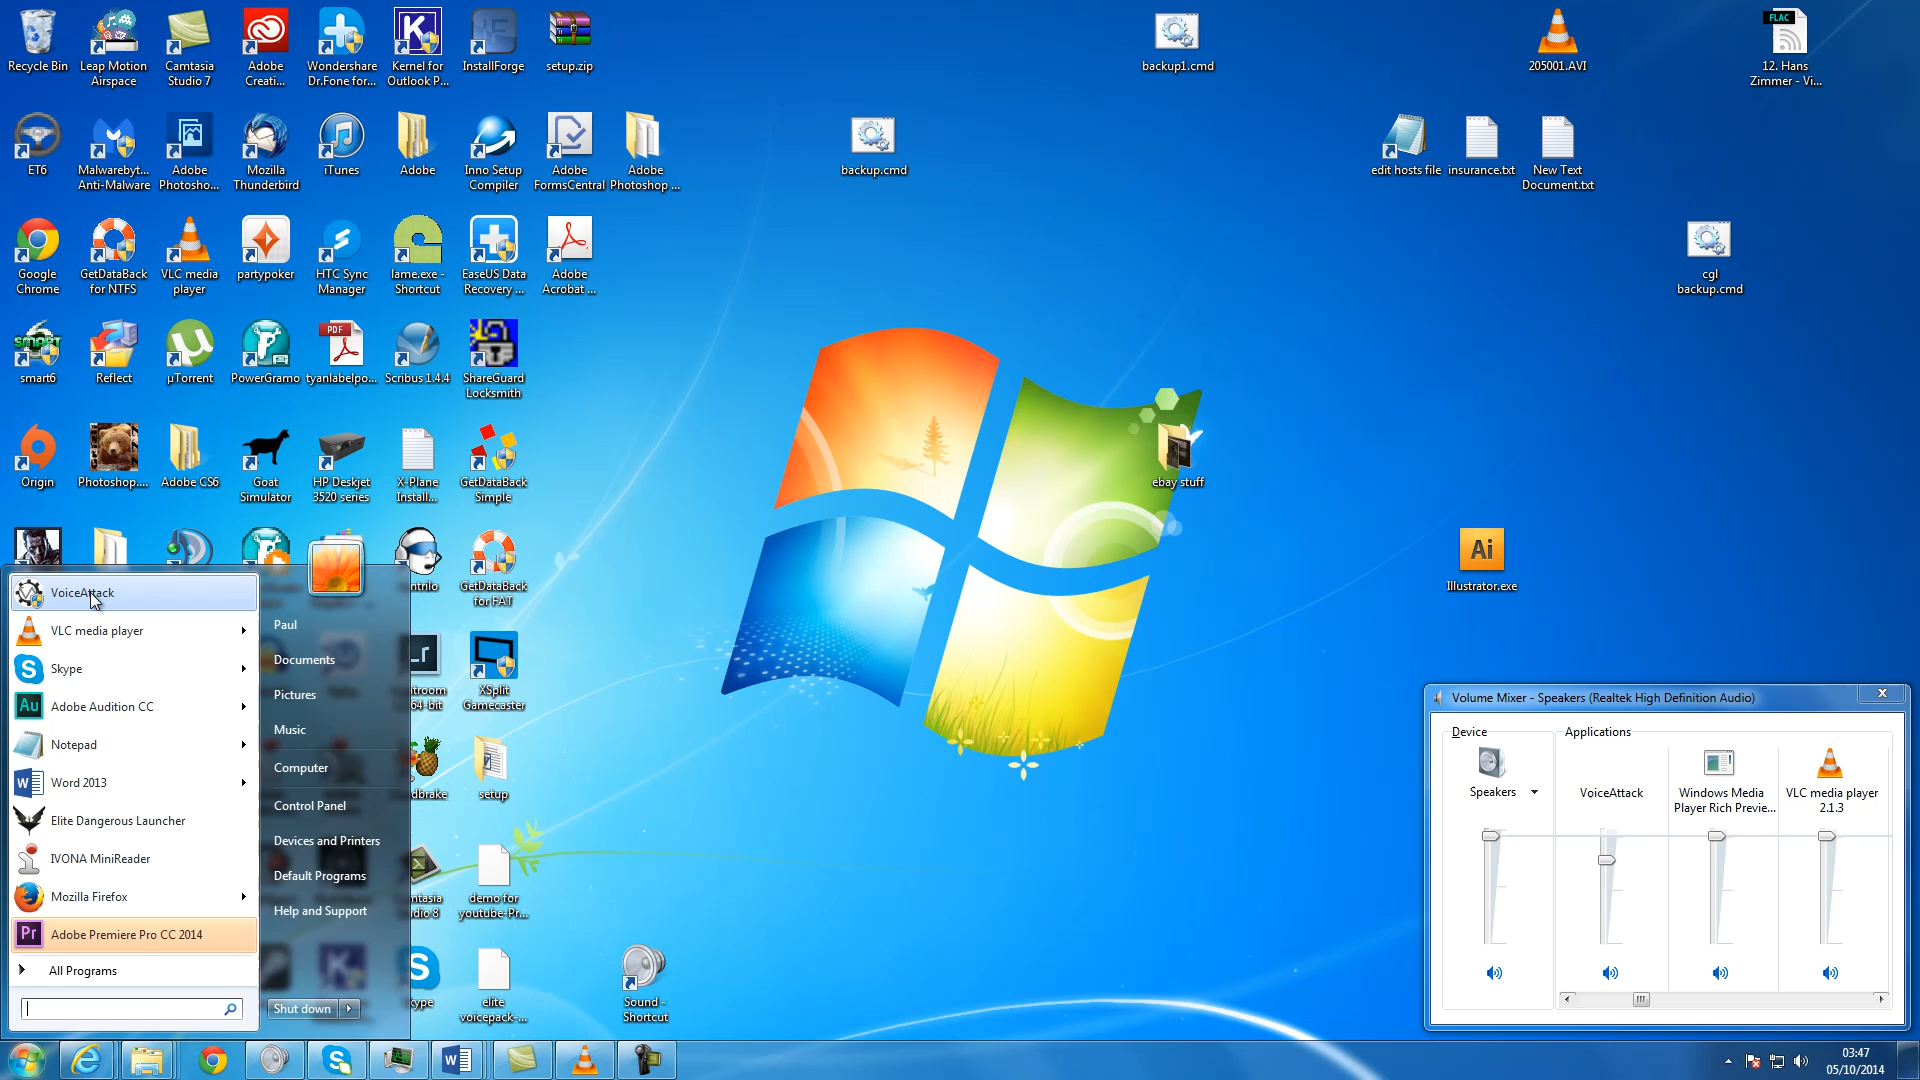 Recycle Bin
Leap Motion
Airspace
Camtasia
Studio 7
Adobe
Creati...
Wondershare
Dr.Fone for...
Kernel for
Outlook P...
InstallForge
setup.zip
backup1.cmd
205001.AVI
FLAC
12. Hans
Zimmer - Vi...
ET6
Malwarebyt...
Anti-Malware
Adobe
Photosho...
Mozilla
Thunderbird
iTunes
Adobe
Inno Setup
Compiler
Adobe
FormsCentral
Adobe
Photoshop ...
backup.cmd
edit hosts file
insurance.txt
New Text
Document.txt
Google
Chrome
GetDataBack
for NTFS
VLC media
player
partypoker
HTC Sync
Manager
lame.exe -
Shortcut
EaseUS Data
Recovery ...
Adobe
Acrobat ...
cgl
backup.cmd
smart6
Reflect
µTorrent
PowerGramo
PDF
tyanlabelpo...
Scribus 1.4.4
ShareGuard
Locksmith
Origin
Photoshop....
Adobe CS6
Goat
Simulator
HP Deskjet
3520 series
X-Plane
Install...
GetDataBack
Simple
ebay stuff
ntrilo
GetDataBack
for FAT
Ai
Illustrator.exe
VoiceAttack
VLC media player
Skype
Au
Adobe Audition CC
Notepad
Word 2013
Elite Dangerous Launcher
IVONA MiniReader
Mozilla Firefox
Pr
Adobe Premiere Pro CC 2014
All Programs
Paul
Documents
Pictures
Music
Computer
Control Panel
Devices and Printers
Default Programs
Help and Support
Shut down
XSplit
Gamecaster
64-bit
setup
dbrake
dio 8
demo for
youtube-Pr...
ype
elite
voicepack-...
Sound -
Shortcut
Volume Mixer - Speakers (Realtek High Definition Audio)
Device
Applications
Speakers
VoiceAttack
Windows Media
Player Rich Previe...
VLC media player
2.1.3
03:47
05/10/2014